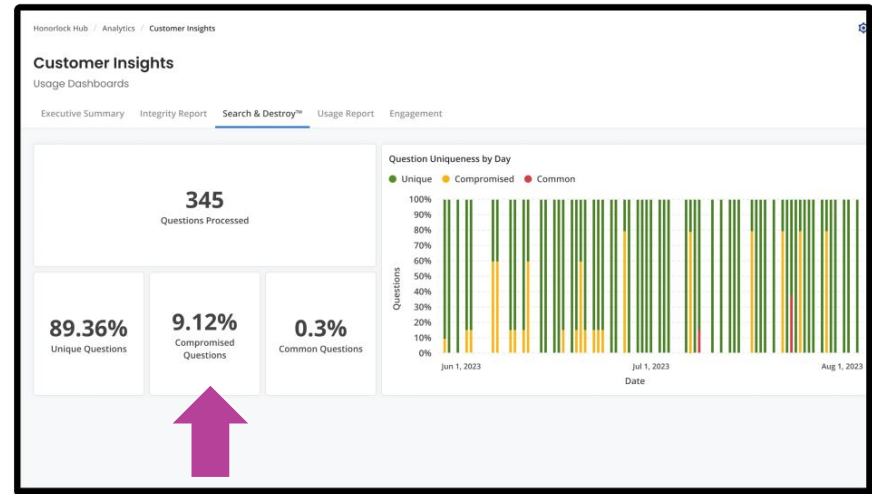 Honorlock Hub / Analytics / Customer Insights
Customer Insights
Usage Dashboards
Executive Summary Integrity Report Search & Destroy™ Usage Report Engagement
345
Questions Processed
89.36%
Unique Questions
9.12%
Compromised
Questions
0.3%
Common Questions
Question Uniqueness by Day
Unique Compromised Common
100%
90%
80%
70%
60%
50%
40%
30%
20%
10%
0%
Questions
Jun 1, 2023 Jul 1, 2023 Aug 1, 2023
Date